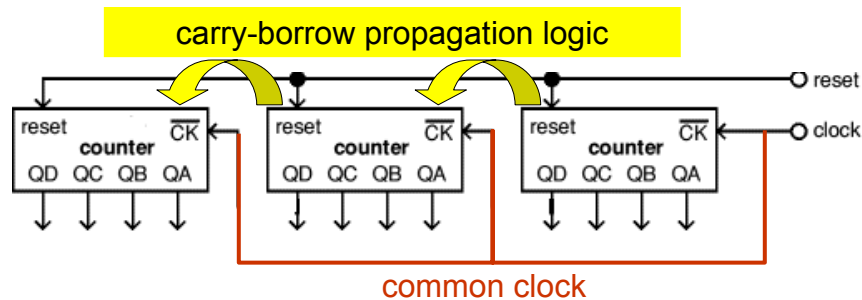 carry-borrow propagation logic
reset
reset CK
counter
QD QC QB QA
reset CK
counter
QD QC QB QA
reset CK
counter
QD QC QB QA
clock
common clock